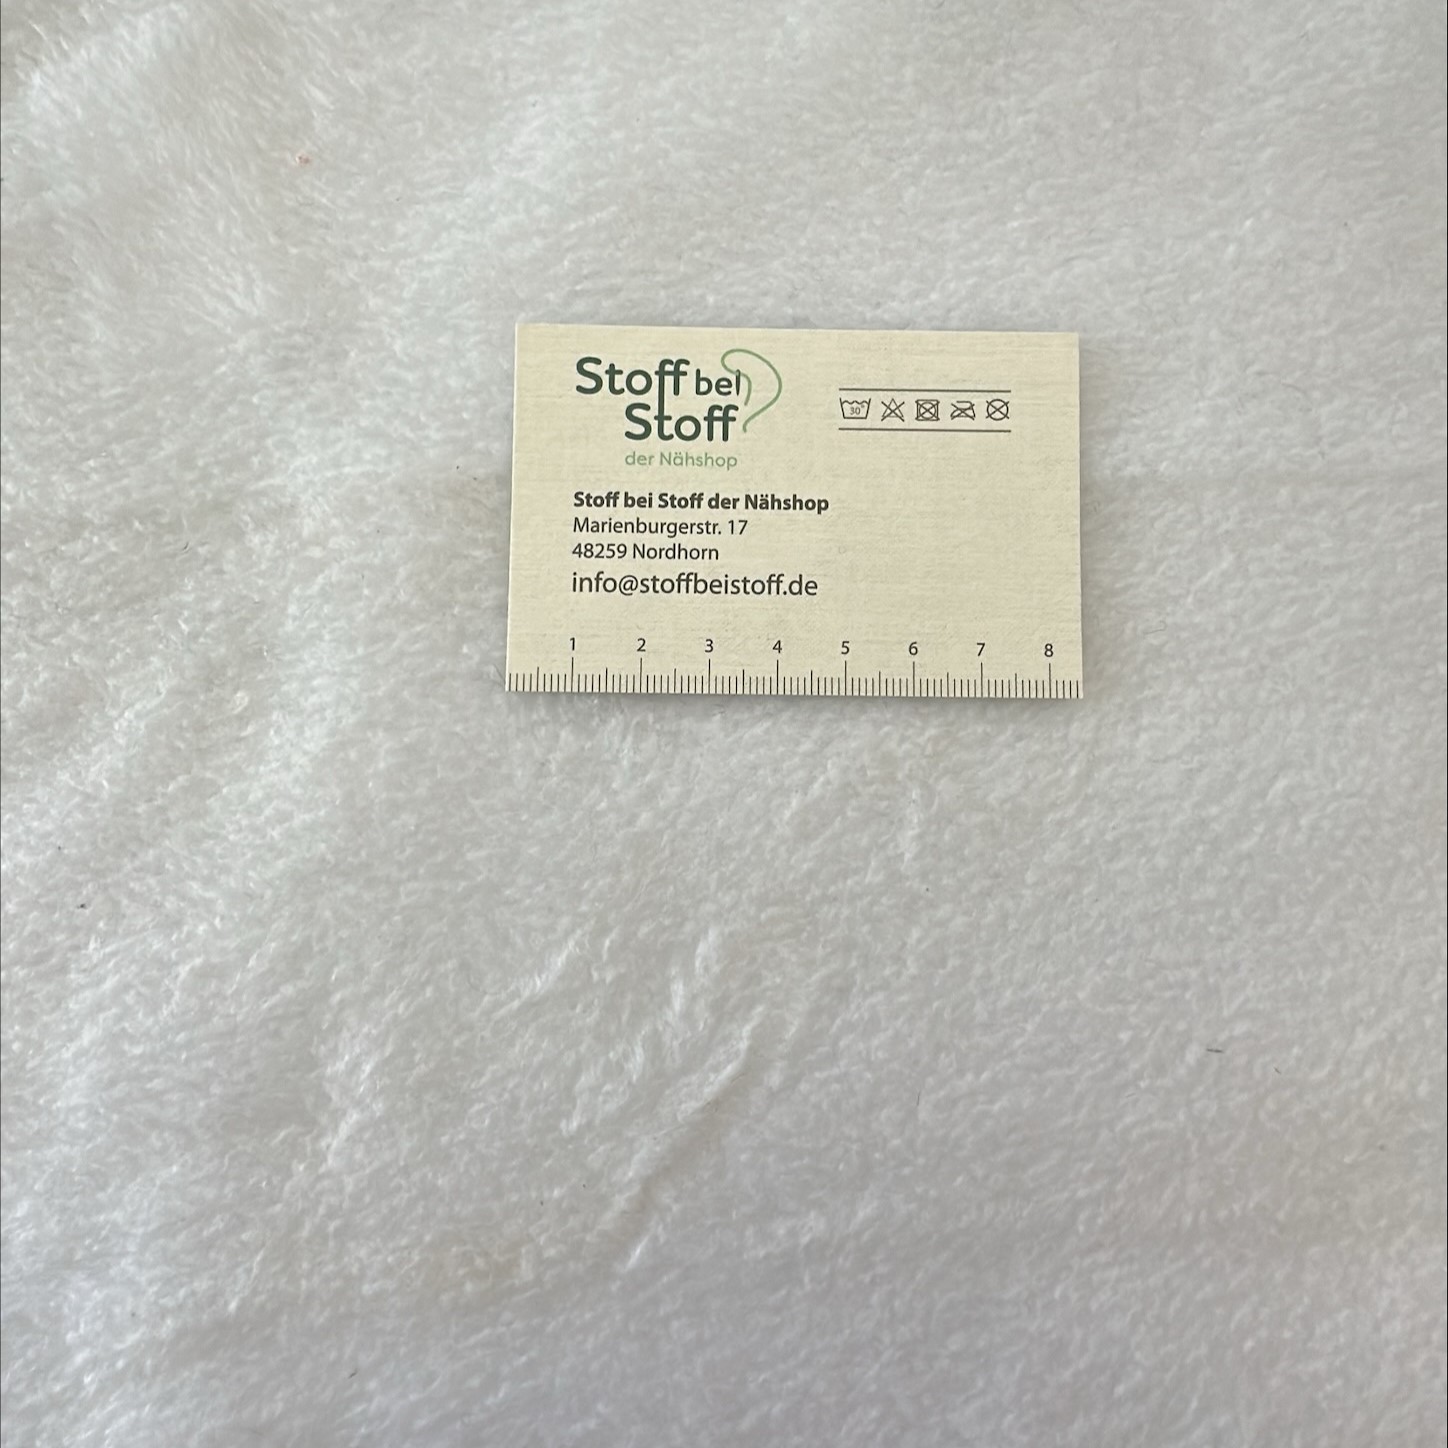 Stoff bei
Stoff
der Nähshop
30°
Stoff bei Stoff der Nähshop
Marienburgerstr. 17
48259 Nordhorn
info@stoffbeistoff.de
1 2 3 4 5 6 7 8